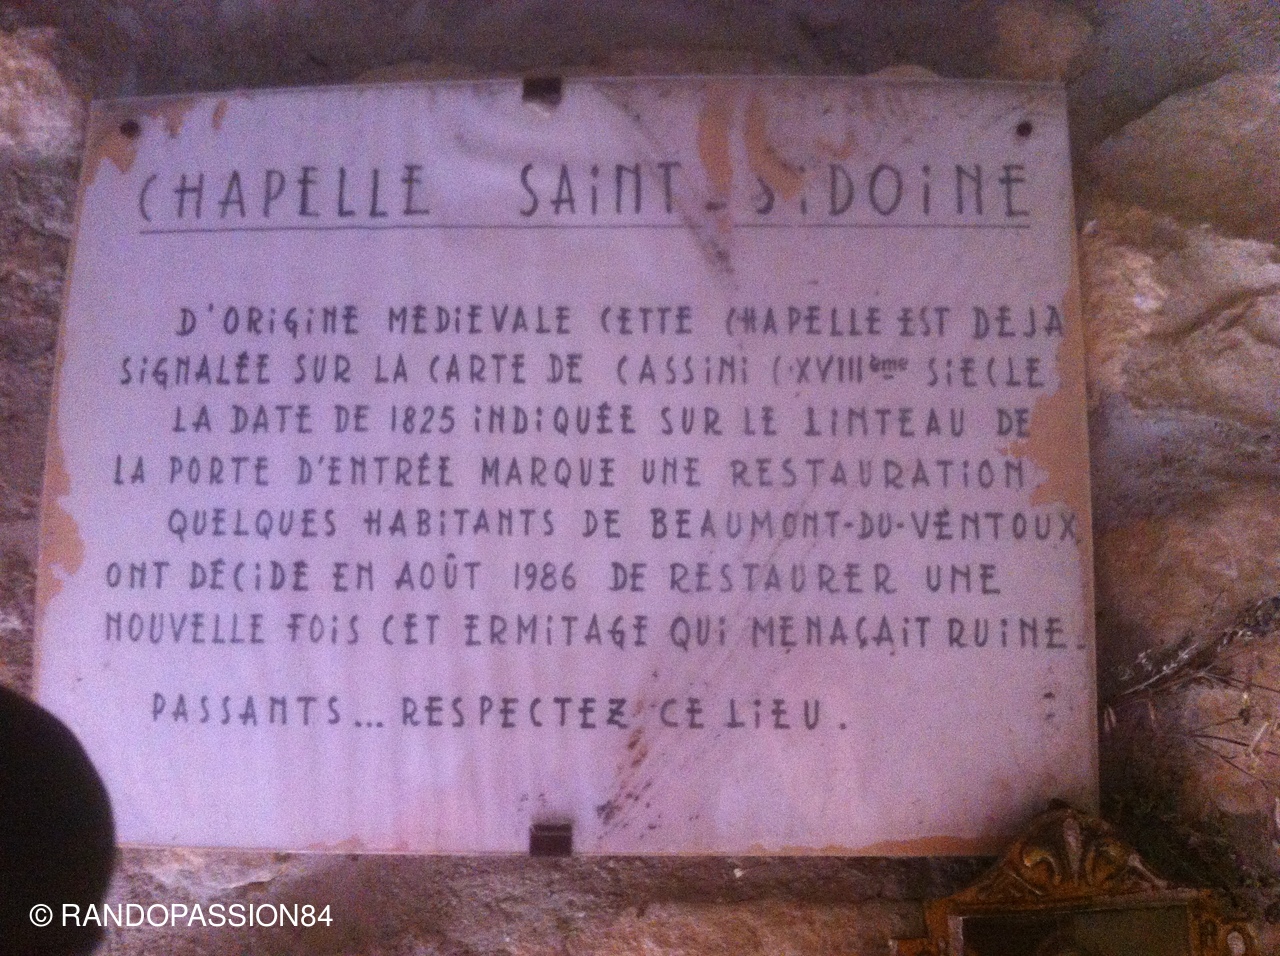 CHAPELLE SAiNT-SiDOiNE
D'ORiGiNE MEDiEVALE CETTE CHAPELLE EST DEJA
SiGNALÉE SUR LA CARTE DE CASSiNi (XVIIIème SiECLE
LA DATE DE 1825 iNDiQUÉE SUR LE LiNTEAU DE
LA PORTE D'ENTRÉE MARQUE UNE RESTAURATiON
QUELQUES HABiTANTS DE BEAUMONT-DU-VENTOUX
ONT DÉCiDÉ EN AOÛT 1986 DE RESTAURER UNE
NOUVELLE FOiS CET ERMiTAGE QUi MENAÇAiT RUiNE.
PASSANTS... RESPECTEZ CE LiEU.
© RANDOPASSION84